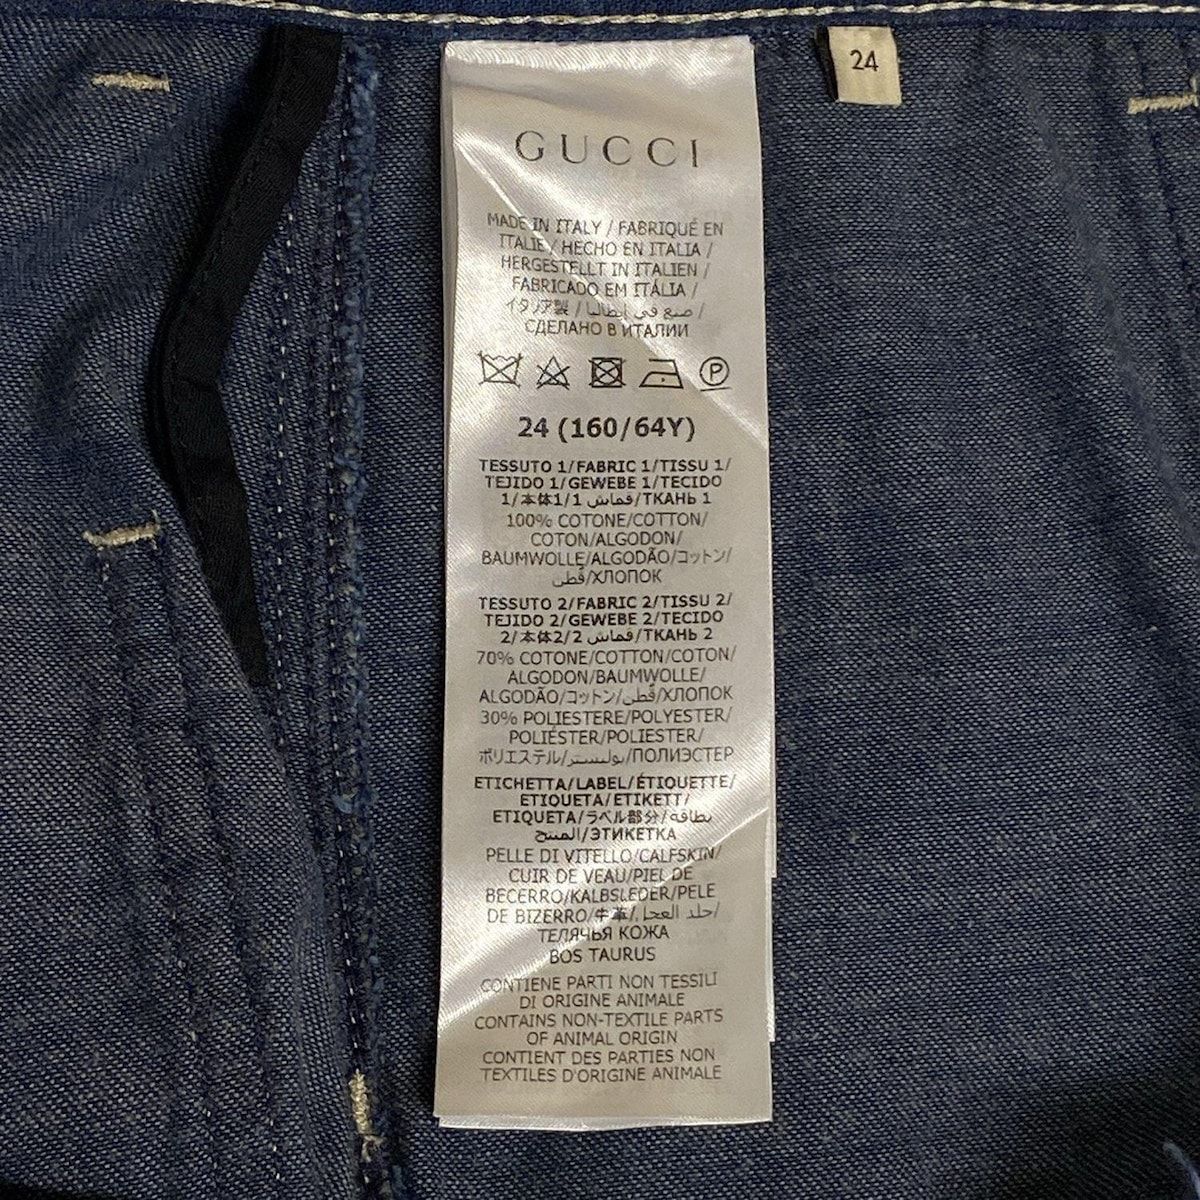 24
GUCCI
MADE IN ITALY / FABRIQUÉ EN
ITALIE / HECHO EN ITALIA /
HERGESTELLT IN ITALIEN /
FABRICADO EM ITÁLIA /
イタリア製 / صنع في إيطاليا /
СДЕЛАНО В ИТАЛИИ
P
24 (160/64Y)
TESSUTO 1/FABRIC 1/TISSU 1/
TEJIDO 1/GEWEBE 1/TECIDO
1/本体1/قماش 1/ТКАНЬ 1
100% COTONE/COTTON/
COTON/ALGODON/
BAUMWOLLE/ALGODÃO/コットン/
قطن/ХЛОПОК
TESSUTO 2/FABRIC 2/TISSU 2/
TEJIDO 2/GEWEBE 2/TECIDO
2/本体2/قماش 2/ТКАНЬ 2
70% COTONE/COTTON/COTON/
ALGODON/BAUMWOLLE/
ALGODÃO/コットン/قطن/ХЛОПОК
30% POLIESTERE/POLYESTER/
POLIÉSTER/POLIESTER/
ポリエステル/بوليستر/ПОЛИЭСТЕР
ETICHETTA/LABEL/ÉTIQUETTE/
ETIQUETA/ETIKETT/
ETIQUETA/ラベル部分/بطاقة
المنتج/ЭТИКЕТКА
PELLE DI VITELLO/CALFSKIN/
CUIR DE VEAU/PIEL DE
BECERRO/KALBSLEDER/PELE
DE BIZERRO/牛革/جلد العجل/
ТЕЛЯЧЬЯ КОЖА
BOS TAURUS
CONTIENE PARTI NON TESSILI
DI ORIGINE ANIMALE
CONTAINS NON-TEXTILE PARTS
OF ANIMAL ORIGIN
CONTIENT DES PARTIES NON
TEXTILES D'ORIGINE ANIMALE